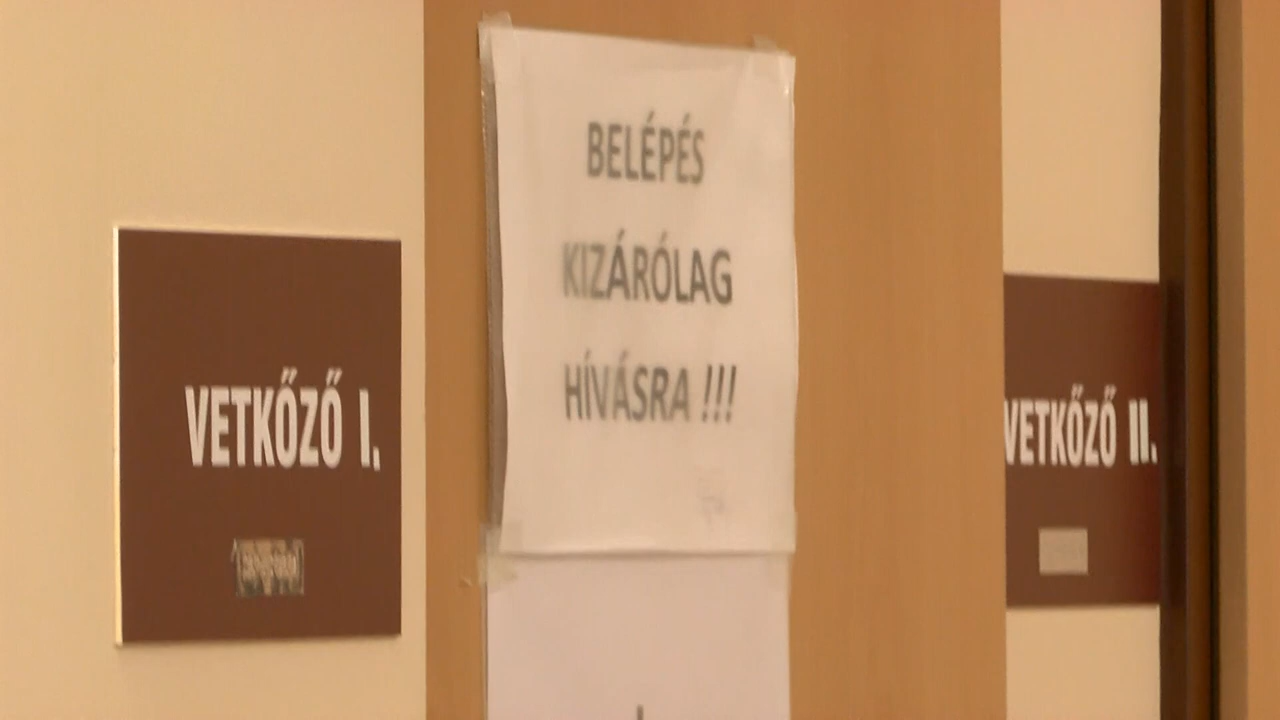 VETKŐZŐ I.
BELÉPÉS
KIZÁRÓLAG
HÍVÁSRA !!!
VETKŐZŐ II.